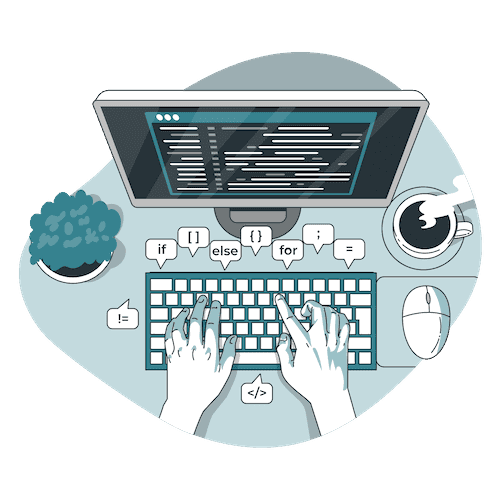 if
[ ]
else
{ }
for
;
=
!=
</>